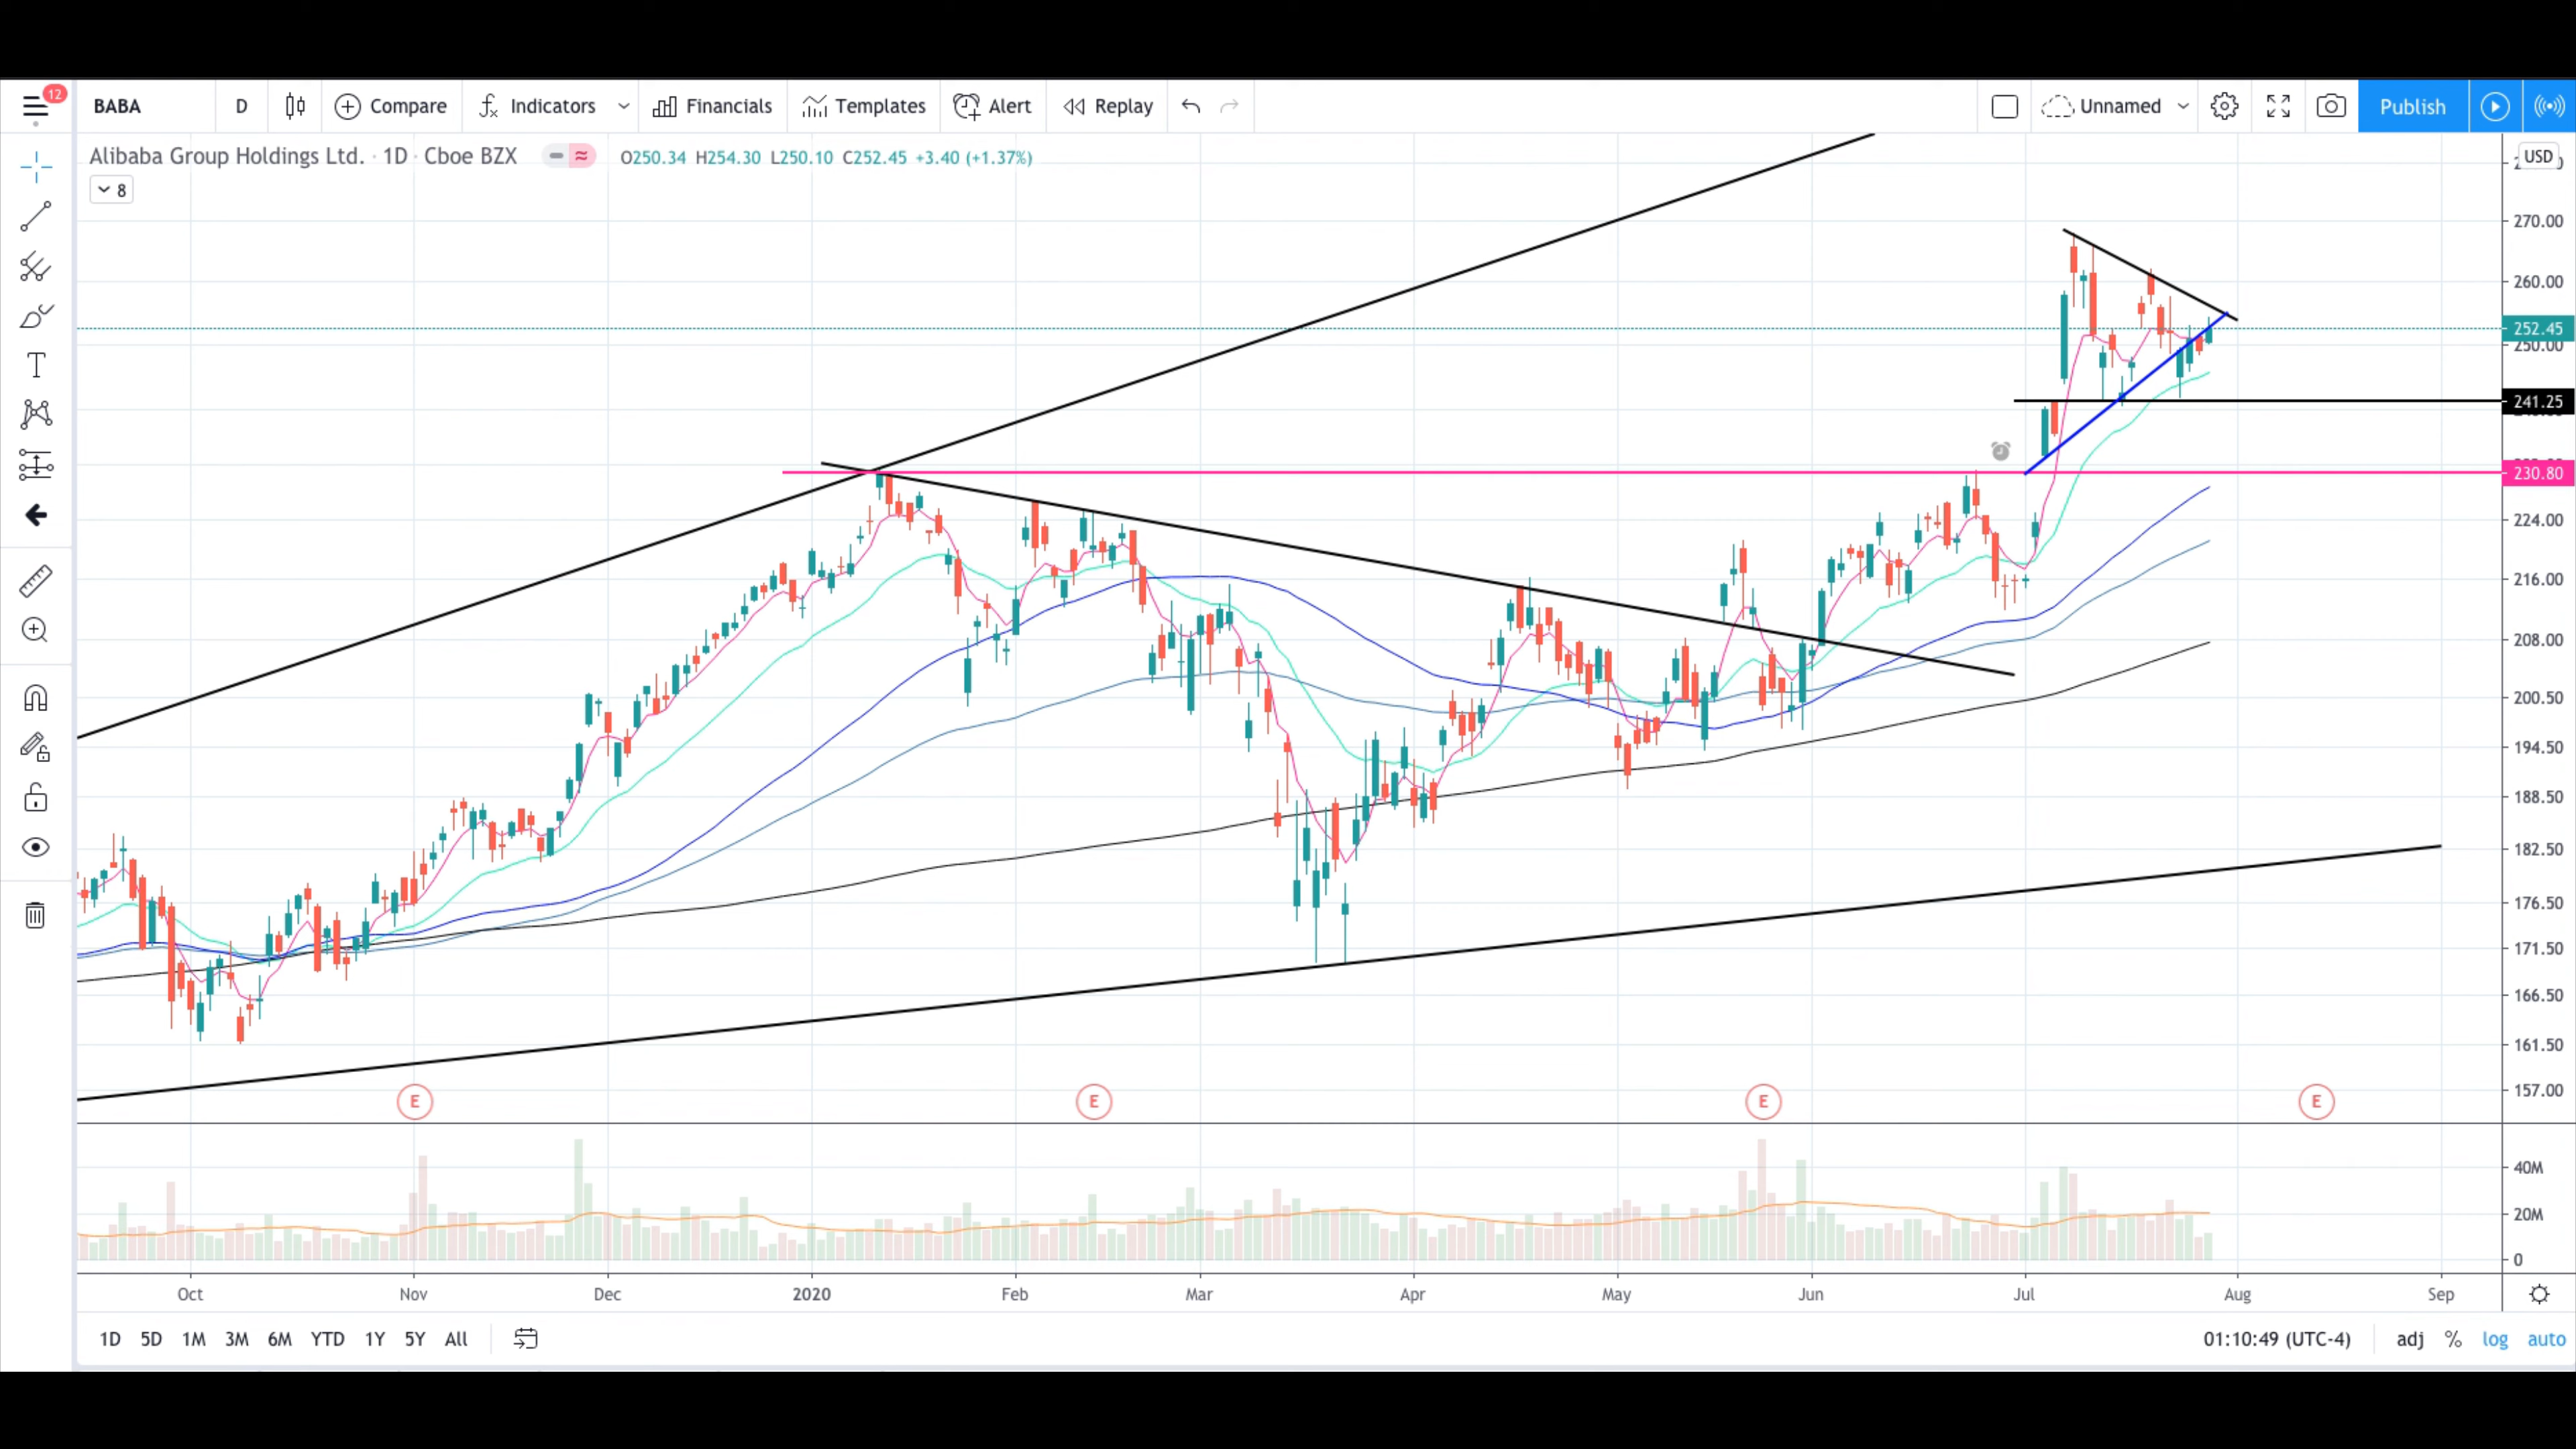 12
BABA D Compare Indicators Financials Templates Alert Replay Unnamed Publish
Alibaba Group Holdings Ltd. · 1D · Cboe BZX O250.34 H254.30 L250.10 C252.45 +3.40 (+1.37%)
USD
8
270.00
260.00
252.45
250.00
241.25
230.80
224.00
216.00
208.00
200.50
194.50
188.50
182.50
176.50
171.50
166.50
161.50
157.00
E E E E
40M
20M
0
Oct Nov Dec 2020 Feb Mar Apr May Jun Jul Aug Sep
1D 5D 1M 3M 6M YTD 1Y 5Y All 01:10:49 (UTC-4) adj % log auto